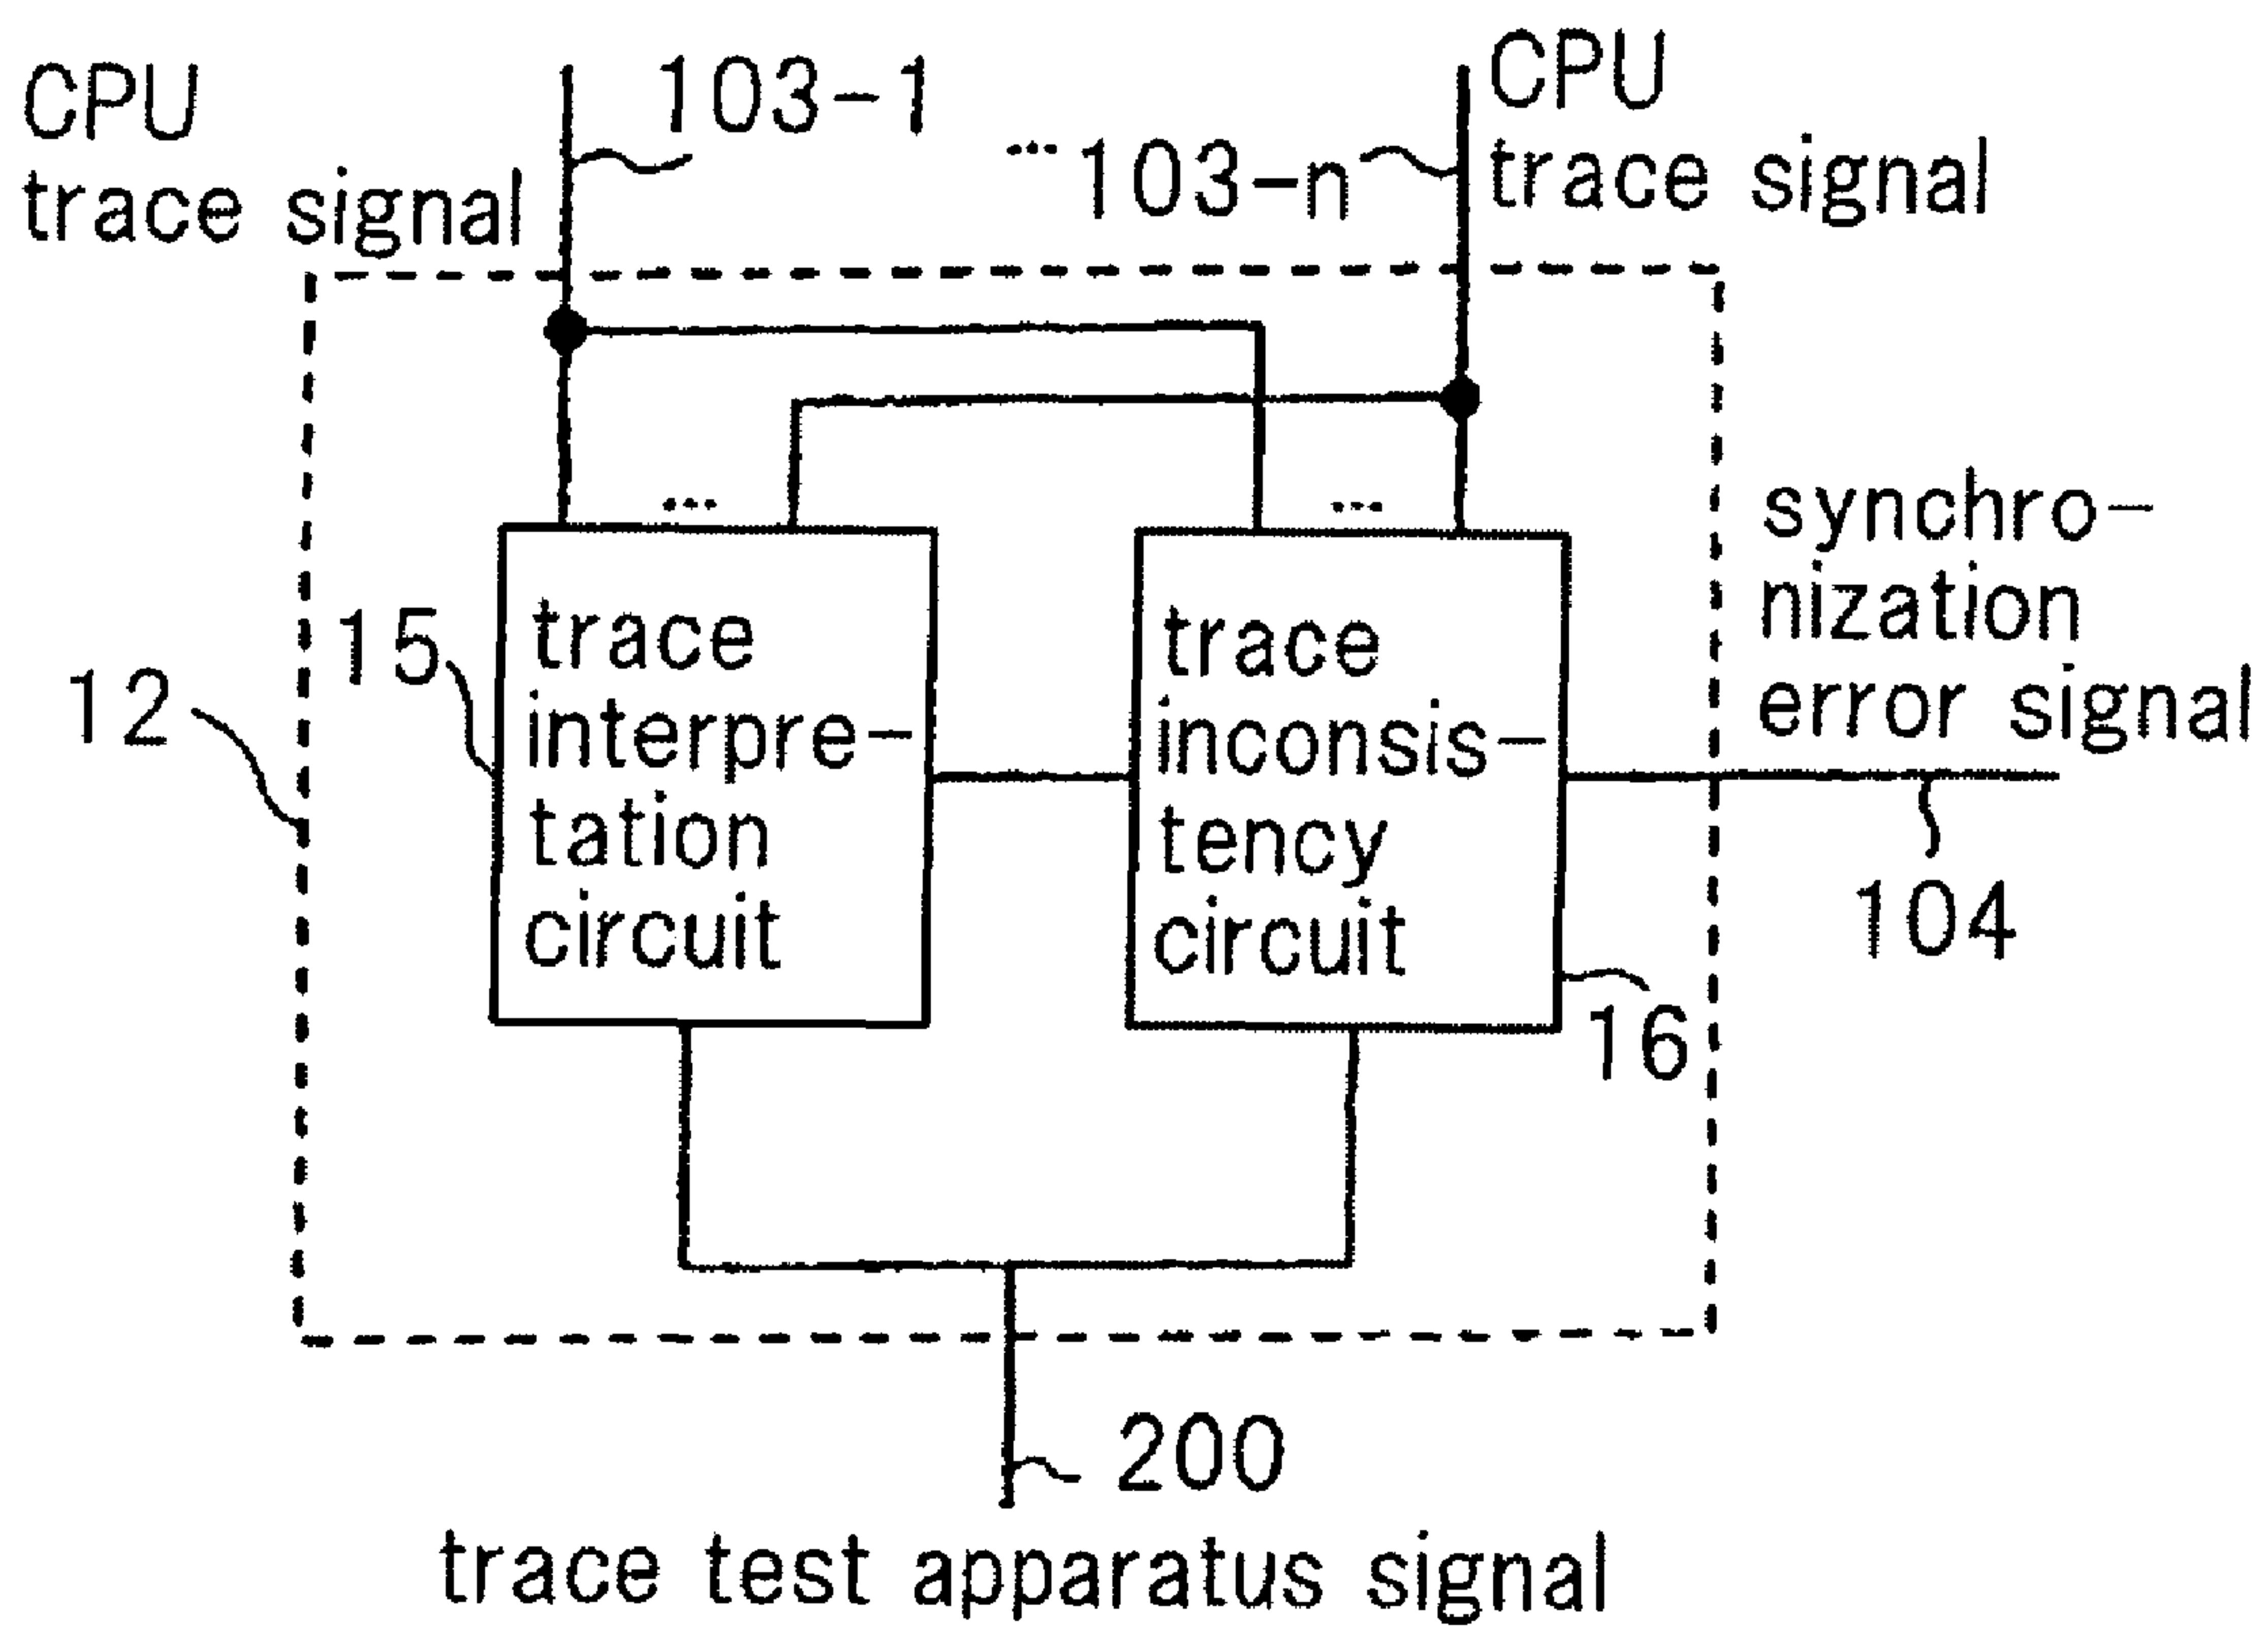 CPU
trace signal
103-1
…103-n
CPU
trace signal
…
…
synchro-
nization
error signal
15
12
trace
interpre-
tation
circuit
trace
inconsis-
tency
circuit
104
16
200
trace test apparatus signal